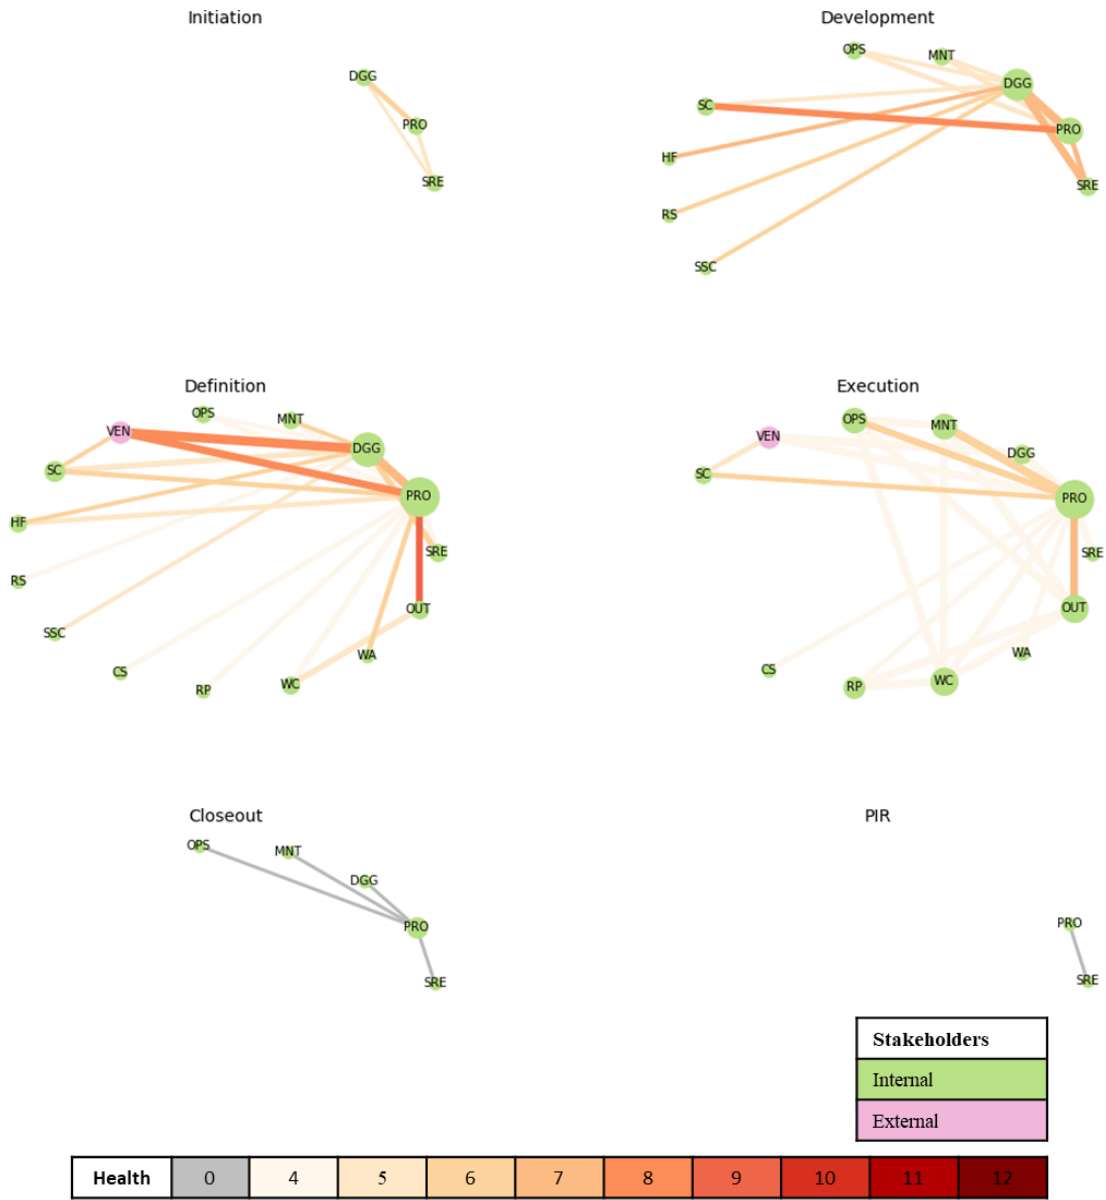 Initiation
DGG
PRO
SRE
Development
OPS
MNT
DGG
SC
PRO
HF
SRE
RS
SSC
Definition
OPS
MNT
VEN
DGG
SC
PRO
HF
SRE
RS
OUT
SSC
WA
CS
WC
RP
Execution
OPS
MNT
VEN
DGG
SC
PRO
SRE
OUT
WA
CS
WC
RP
Closeout
OPS
MNT
DGG
PRO
SRE
PIR
PRO
SRE
Stakeholders
Internal
External
Health 0 4 5 6 7 8 9 10 11 12